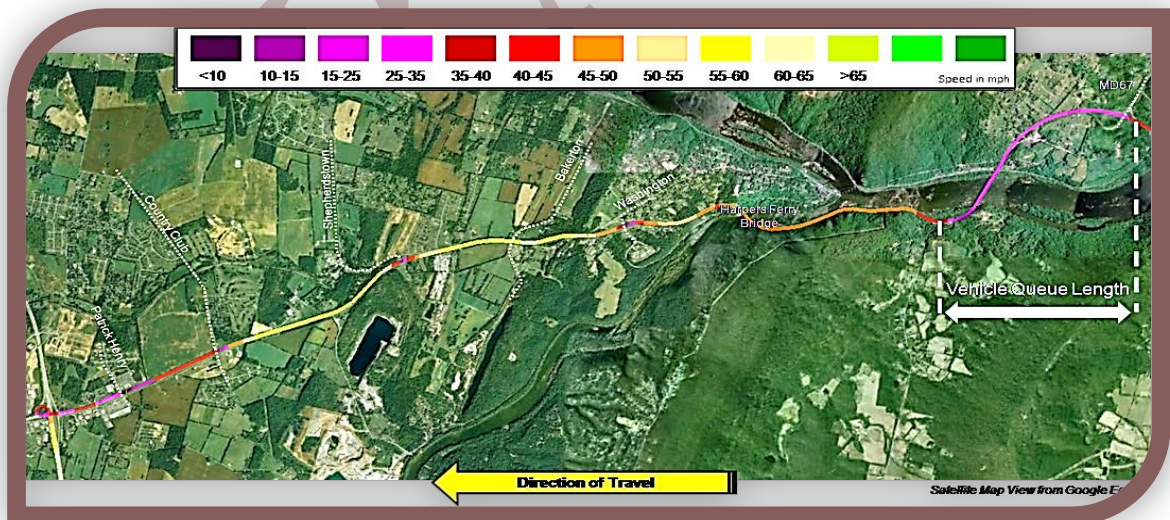 <10 10-15 15-25 25-35 35-40 40-45 45-50 50-55 55-60 60-65 >65 Speed in mph
MD67
Bakerton
Shepherdstown
Washington
Country Club
Harpers Ferry
Bridge
Vehicle Queue Length
Patrick Henry
Direction of Travel
Satellite Map View from Google